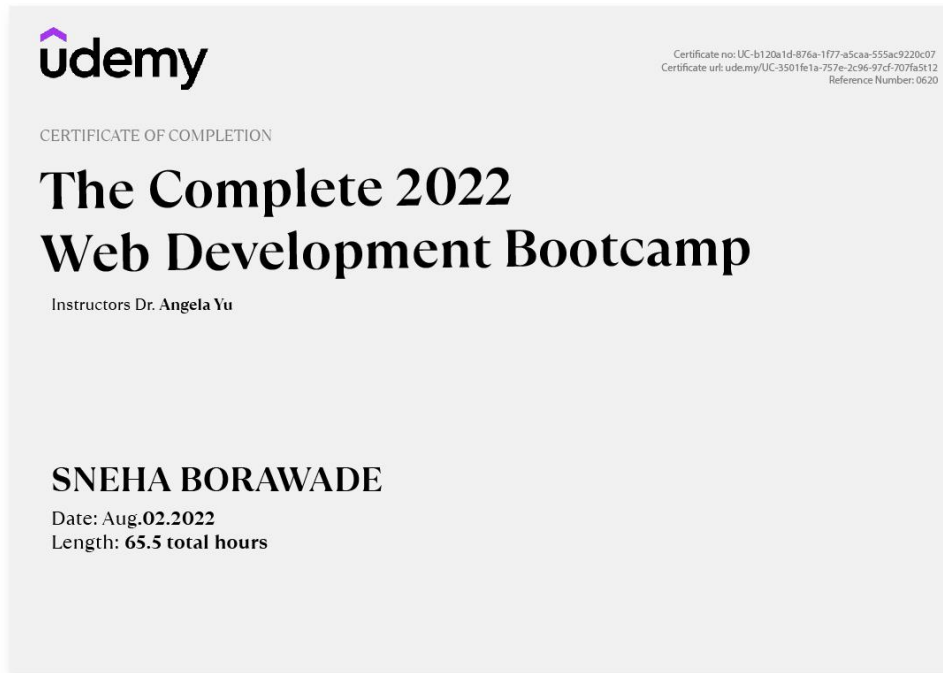 udemy
Certificate no: UC-b120a1d-876a-1f77-a5caa-555ac9220c07
Certificate url: ude.my/UC-3501fe1a-757e-2c96-97cf-707fa5t12
Reference Number: 0620
CERTIFICATE OF COMPLETION
The Complete 2022
Web Development Bootcamp
Instructors Dr. Angela Yu
SNEHA BORAWADE
Date: Aug.02.2022
Length: 65.5 total hours